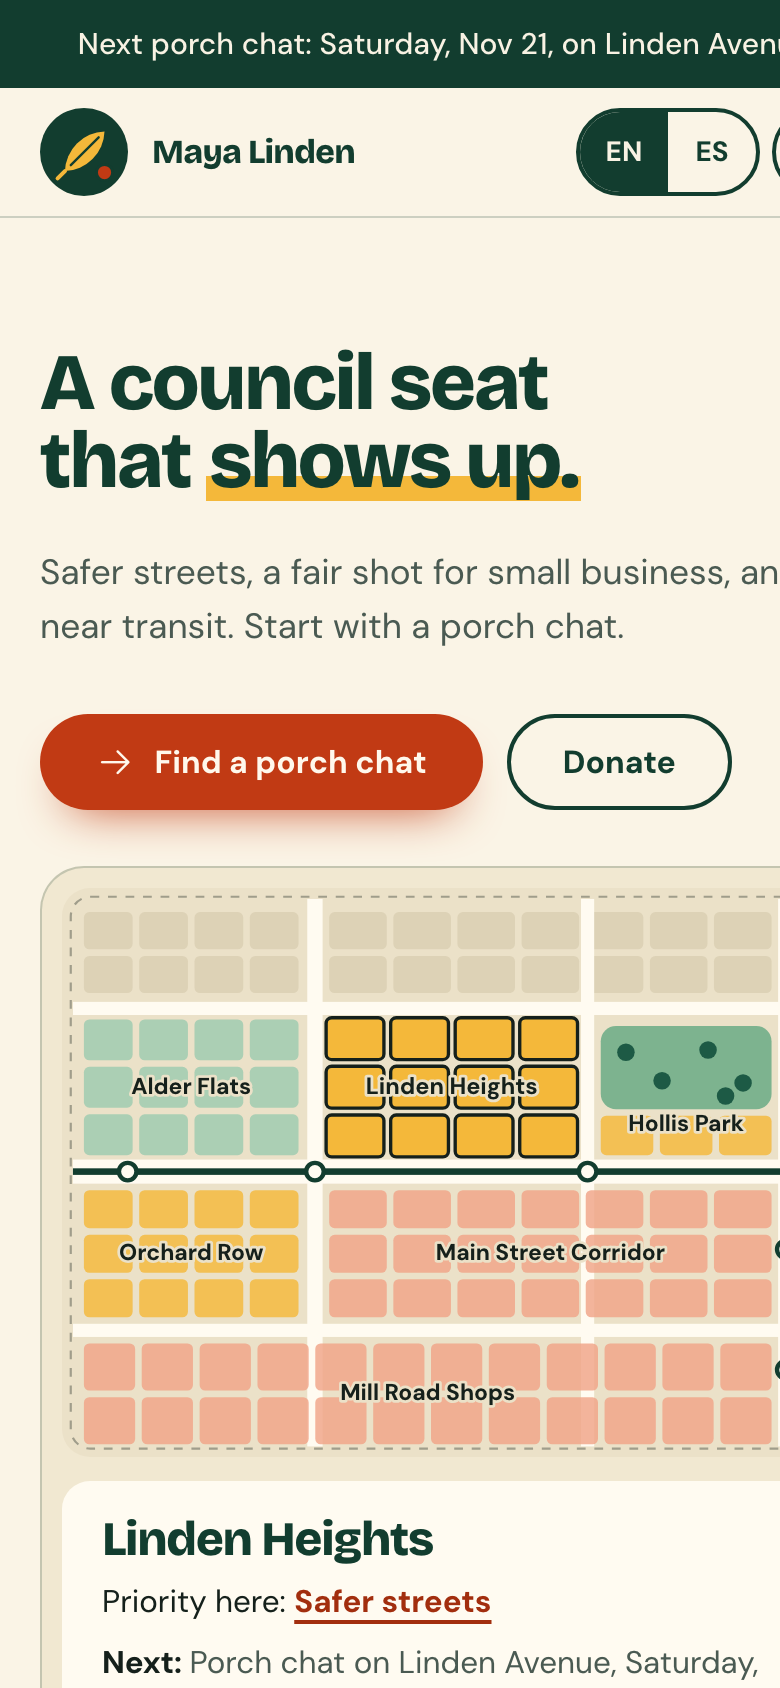 Next porch chat: Saturday, Nov 21, on Linden
Maya Linden
EN ES
A council seat
that shows up.
Safer streets, a fair shot for small business,
near transit. Start with a porch chat.
Find a porch chat
Donate
Alder Flats
Linden Heights
Hollis Park
Orchard Row
Main Street Corridor
Mill Road Shops
Linden Heights
Priority here: Safer streets
Next: Porch chat on Linden Avenue, Saturday,